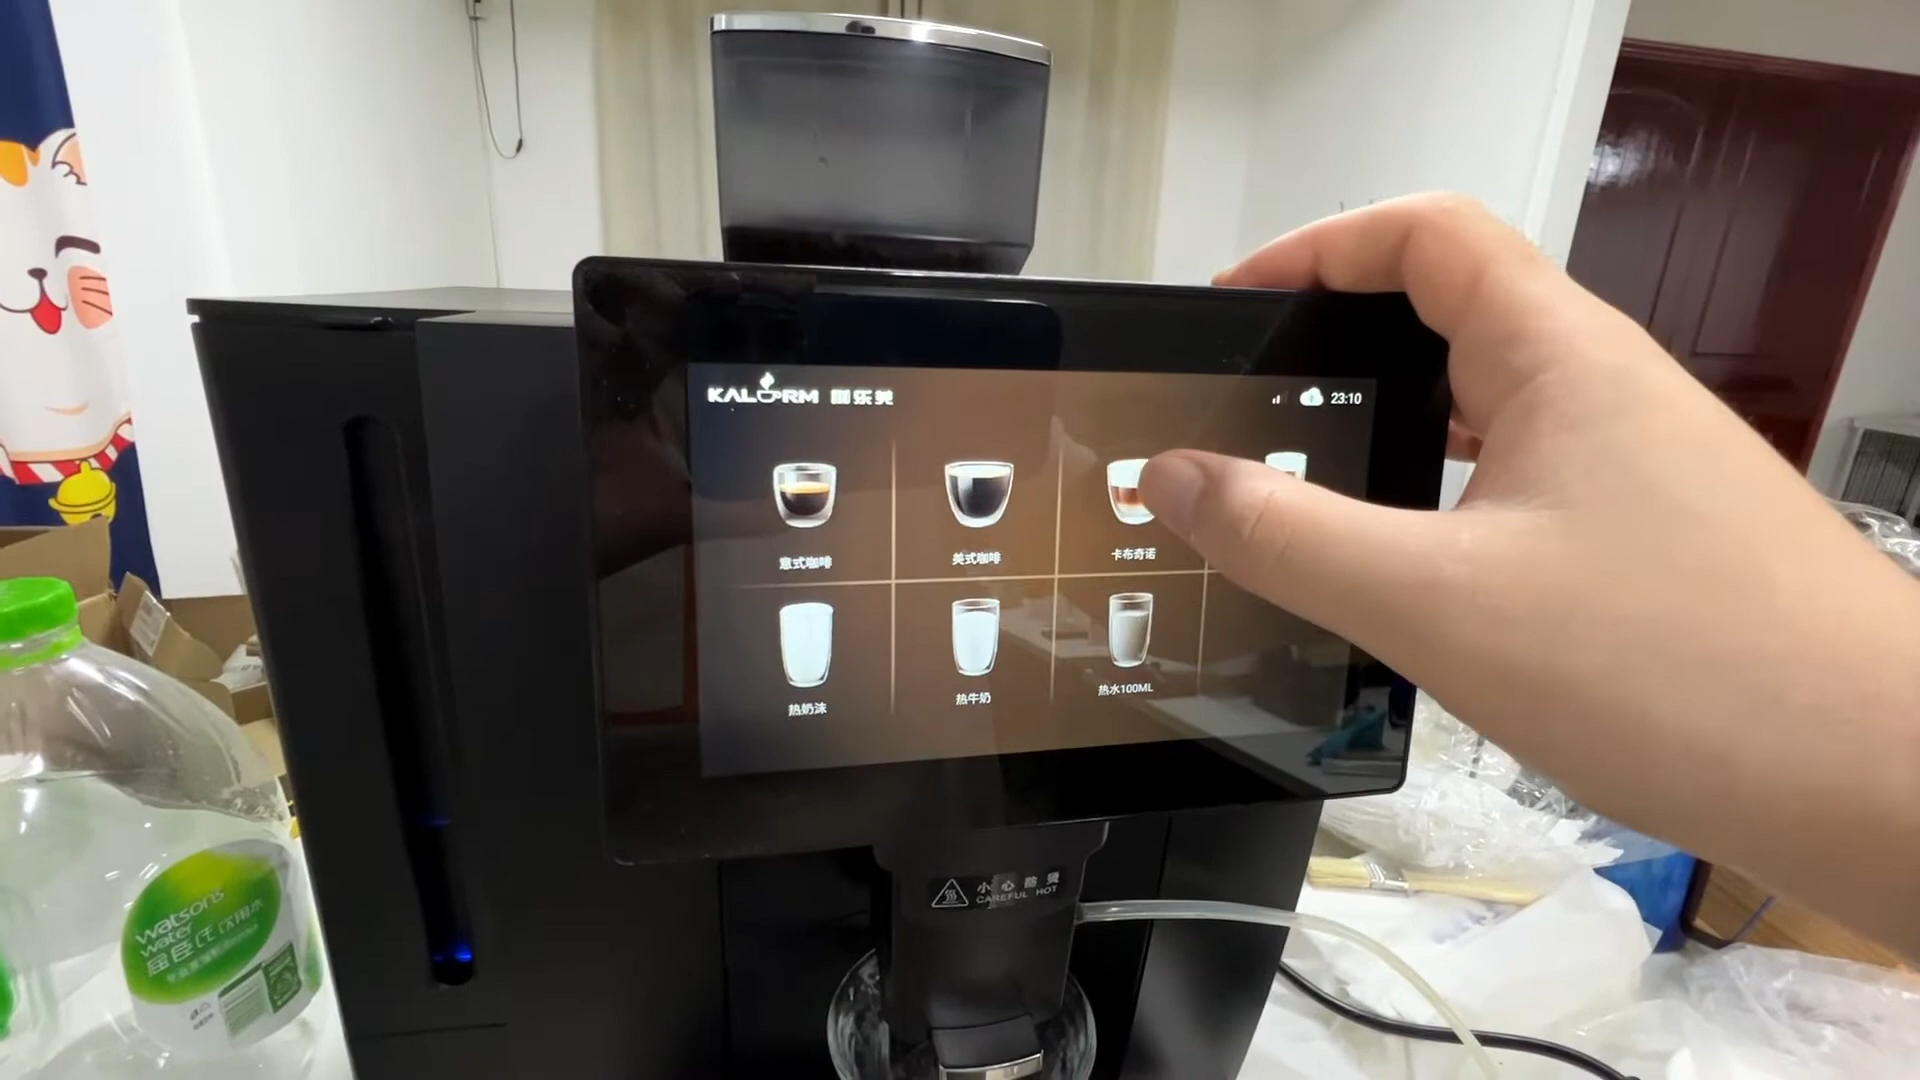 KALERM 咖乐美
23:10
意式咖啡
美式咖啡
卡布奇诺
热奶沫
热牛奶
热水100ML
小心防烫
CAREFUL HOT
watsons
water
屈臣氏饮用水